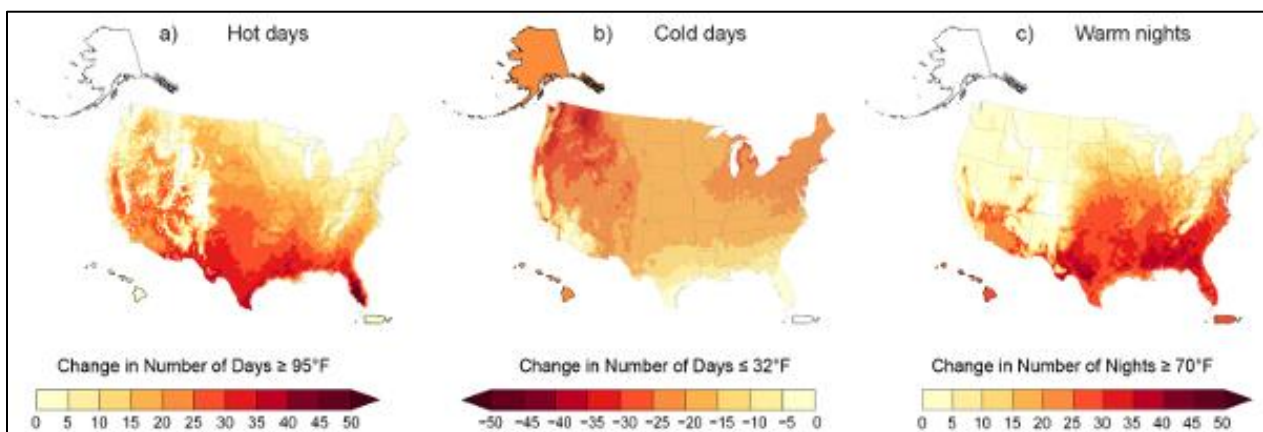 a) Hot days
b) Cold days
c) Warm nights
Change in Number of Days ≥ 95°F
0 5 10 15 20 25 30 35 40 45 50
Change in Number of Days ≤ 32°F
−50 −45 −40 −35 −30 −25 −20 −15 −10 −5 0
Change in Number of Nights ≥ 70°F
0 5 10 15 20 25 30 35 40 45 50